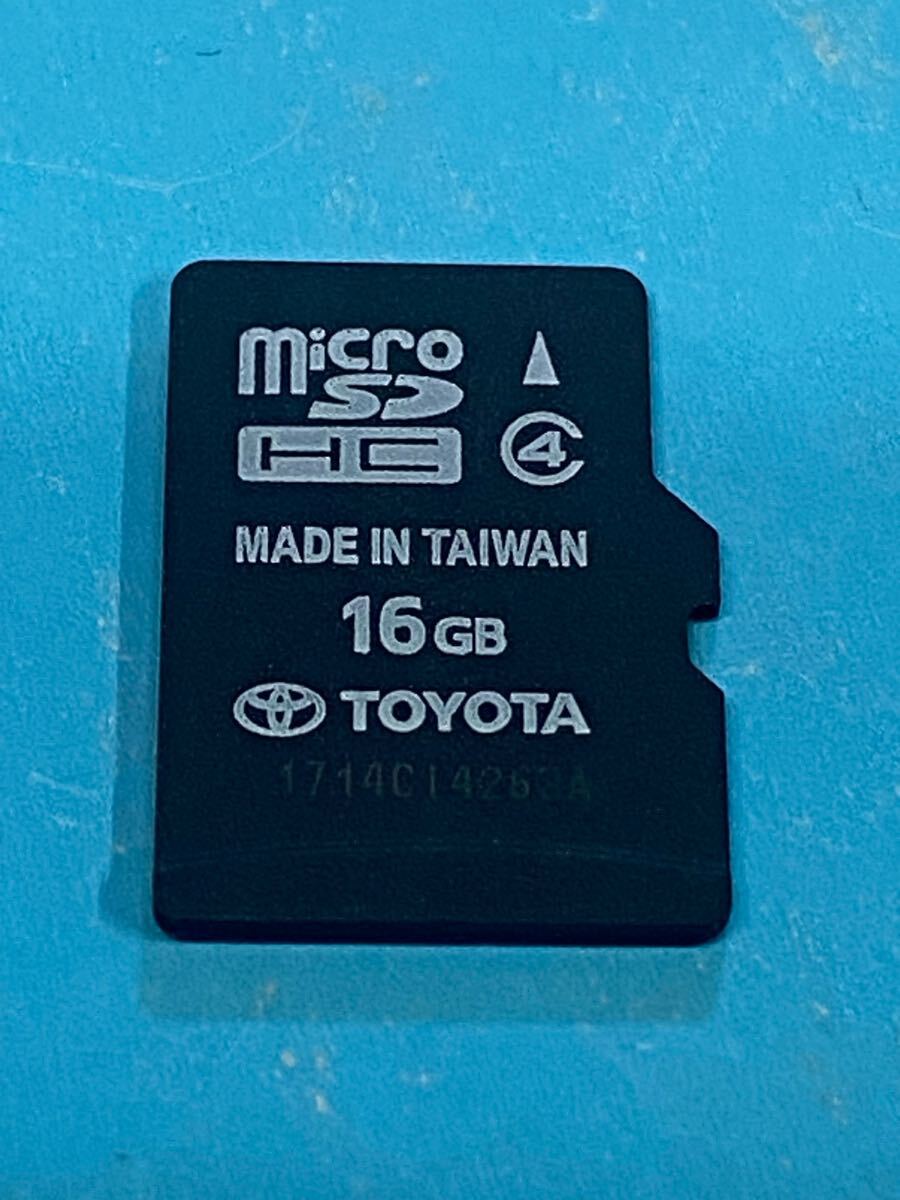 micro
SD
HC 4
MADE IN TAIWAN
16GB
TOYOTA